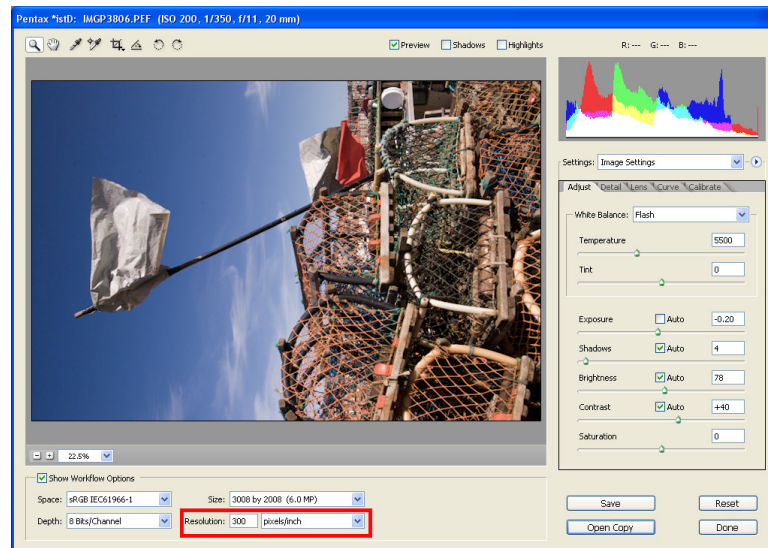 Pentax *istD: IMGP3806.PEF (ISO 200, 1/350, f/11, 20 mm)
Preview Shadows Highlights
R: --- G: --- B: ---
Settings: Image Settings
Adjust Detail Lens Curve Calibrate
White Balance: Flash
Temperature 5500
Tint 0
Exposure Auto -0.20
Shadows Auto 4
Brightness Auto 78
Contrast Auto +40
Saturation 0
22.5%
Show Workflow Options
Space: sRGB IEC61966-1 Size: 3008 by 2008 (6.0 MP)
Depth: 8 Bits/Channel Resolution: 300 pixels/inch
Save Reset
Open Copy Done